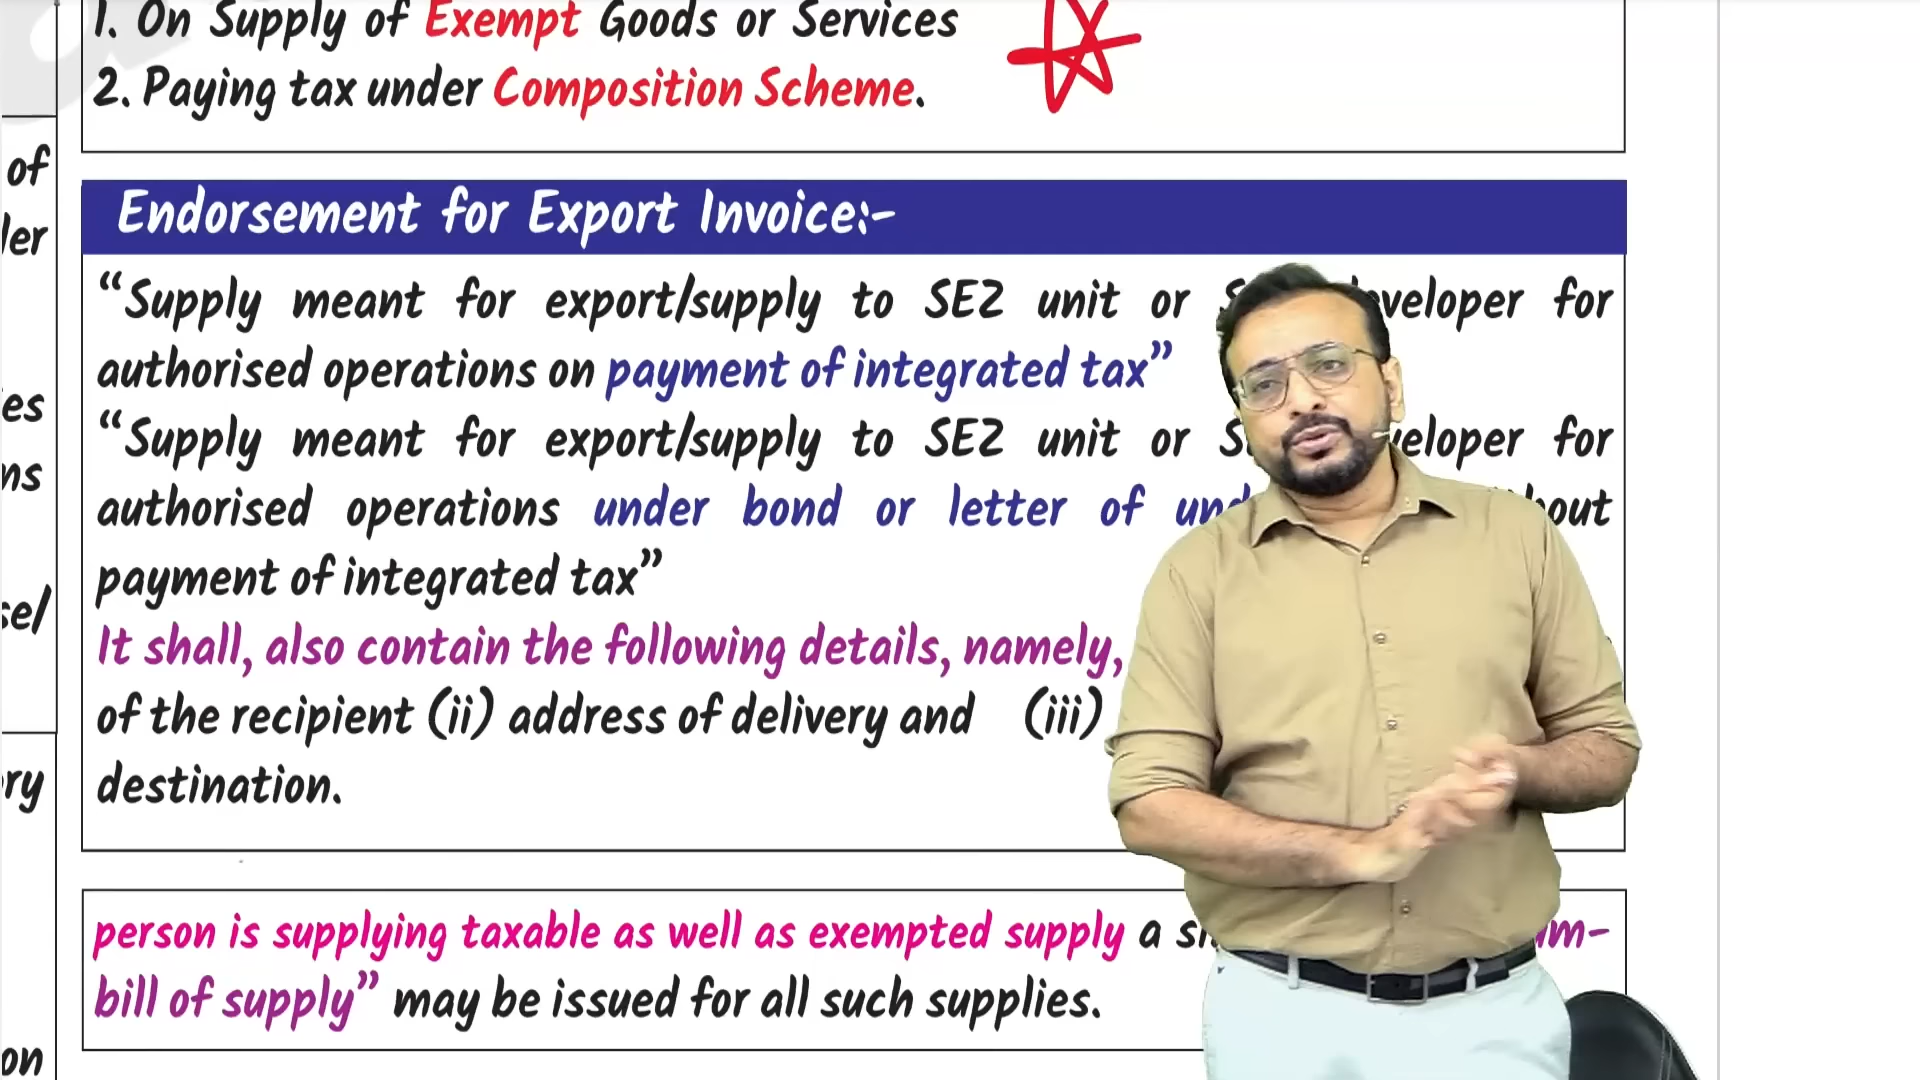 1. On Supply of Exempt Goods or Services
2. Paying tax under Composition Scheme.
of
es
ns
Endorsement for Export Invoice:-
“Supply meant for export/supply to SEZ unit or developer for
authorised operations on payment of integrated tax”
“Supply meant for export/supply to SEZ unit or developer for
authorised operations under bond or letter of
payment of integrated tax”
It shall, also contain the following details, namely,
of the recipient (ii) address of delivery and (iii)
destination.
ry
person is supplying taxable as well as exempted supply a
bill of supply” may be issued for all such supplies.
on